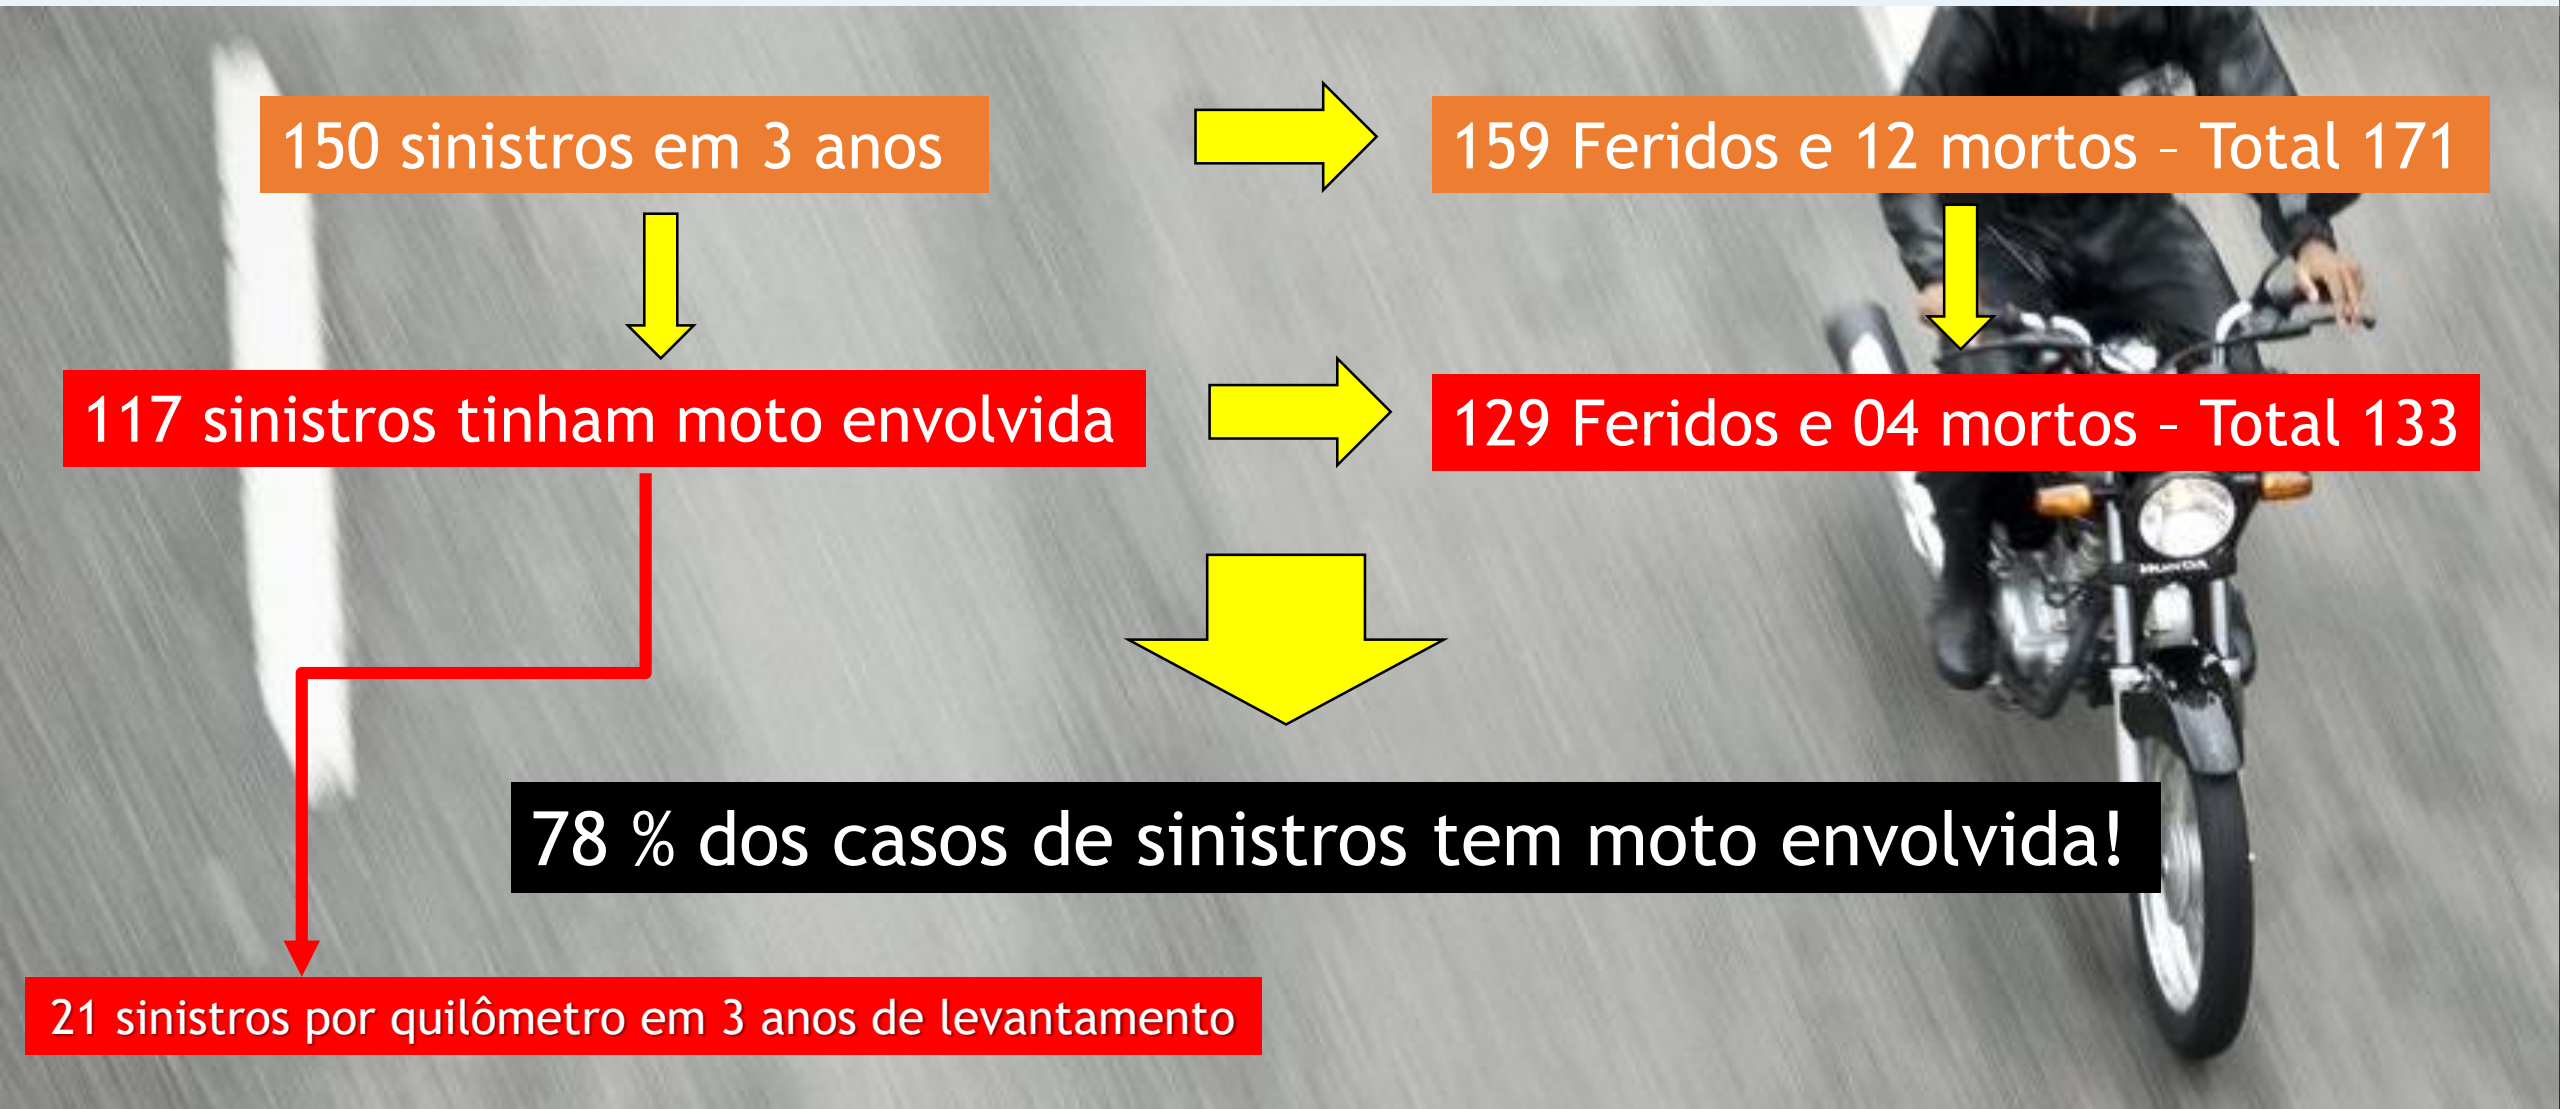 150 sinistros em 3 anos
159 Feridos e 12 mortos – Total 171
117 sinistros tinham moto envolvida
129 Feridos e 04 mortos – Total 133
HONDA
78 % dos casos de sinistros tem moto envolvida!
21 sinistros por quilômetro em 3 anos de levantamento